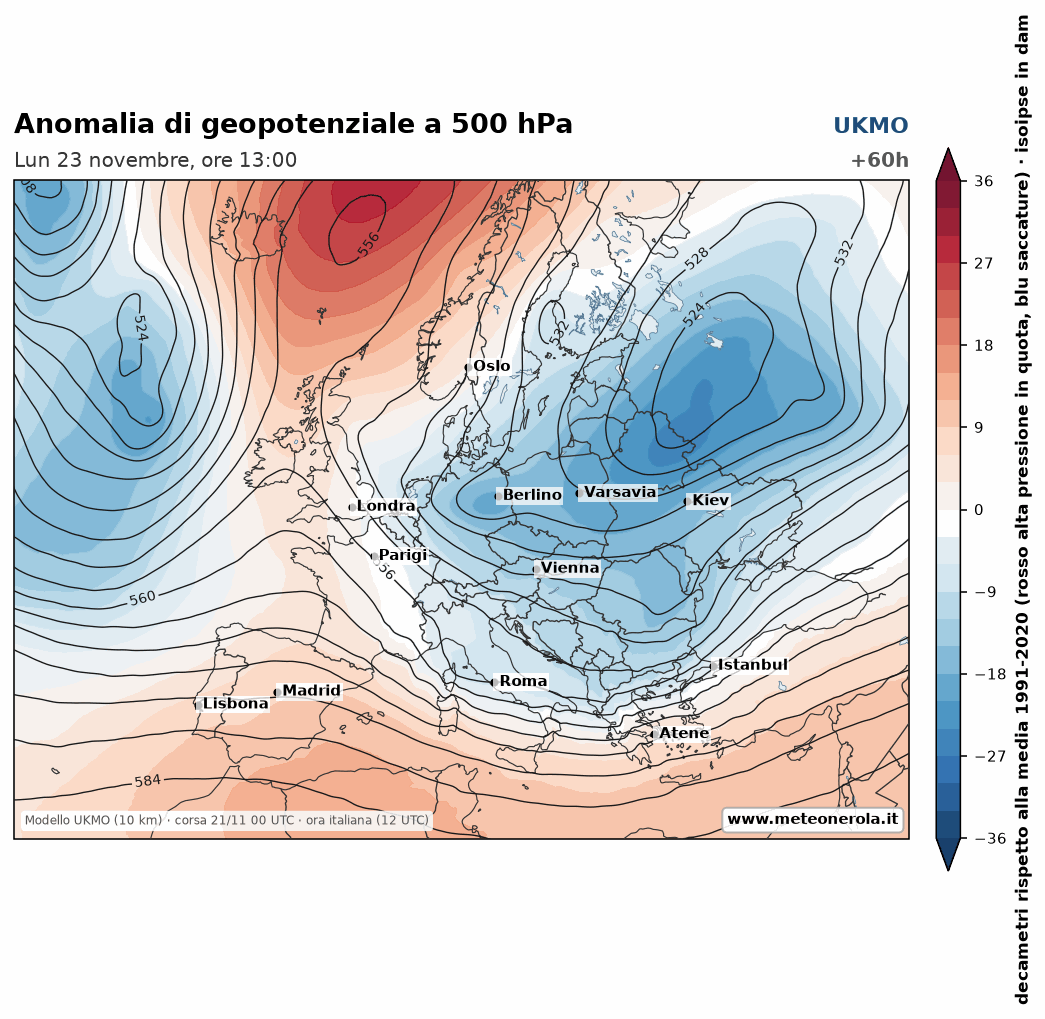 Anomalia di geopotenziale a 500 hPa
UKMO
Lun 23 novembre, ore 13:00
+60h
556
524
528
532
524
Oslo
Londra
Berlino
Varsavia
Kiev
Parigi
Vienna
560
Istanbul
Roma
Madrid
Lisbona
Atene
584
Modello UKMO (10 km) · corsa 21/11 00 UTC · ora italiana (12 UTC)
www.meteonerola.it
36
27
18
9
0
−9
−18
−27
−36
decametri rispetto alla media 1991-2020 (rosso alta pressione in quota, blu saccature) · isoipse in dam